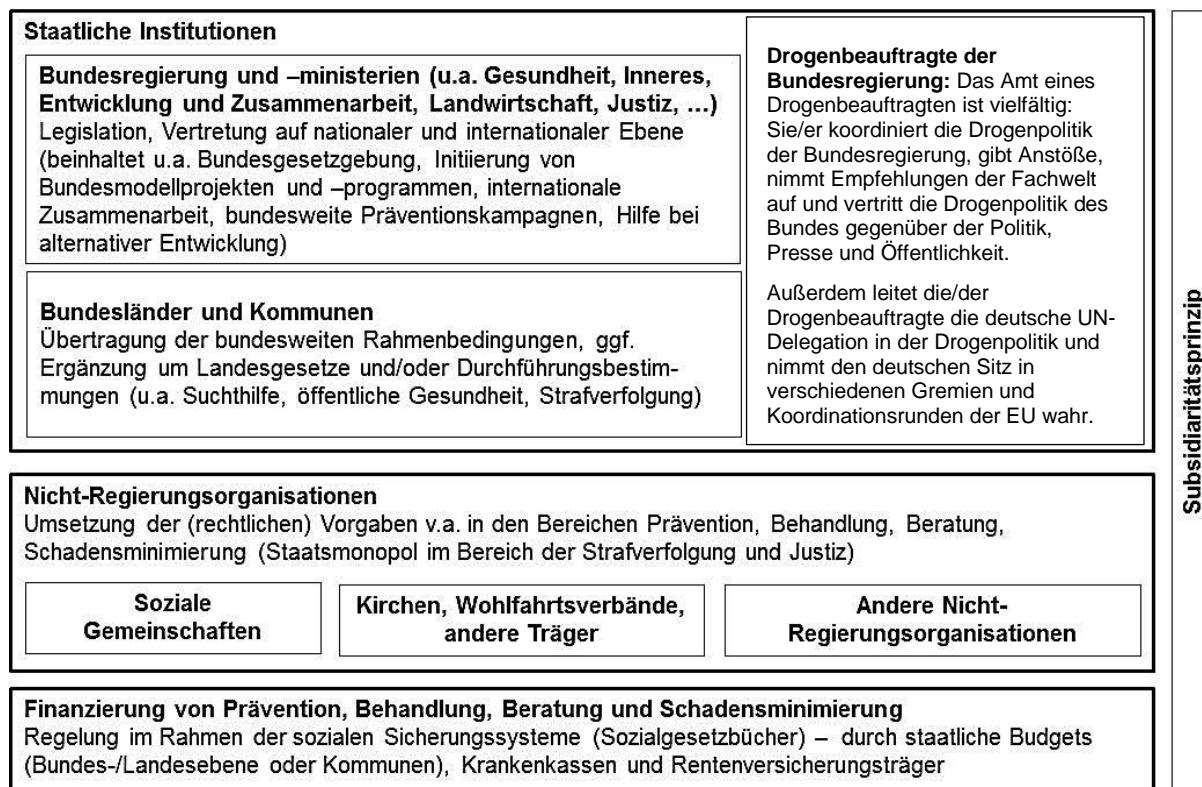 Staatliche Institutionen
Bundesregierung und –ministerien (u.a. Gesundheit, Inneres,
Entwicklung und Zusammenarbeit, Landwirtschaft, Justiz, …)
Legislation, Vertretung auf nationaler und internationaler Ebene
(beinhaltet u.a. Bundesgesetzgebung, Initiierung von
Bundesmodellprojekten und –programmen, internationale
Zusammenarbeit, bundesweite Präventionskampagnen, Hilfe bei
alternativer Entwicklung)
Bundesländer und Kommunen
Übertragung der bundesweiten Rahmenbedingungen, ggf.
Ergänzung um Landesgesetze und/oder Durchführungsbestim-
mungen (u.a. Suchthilfe, öffentliche Gesundheit, Strafverfolgung)
Drogenbeauftragte der
Bundesregierung: Das Amt eines
Drogenbeauftragten ist vielfältig:
Sie/er koordiniert die Drogenpolitik
der Bundesregierung, gibt Anstöße,
nimmt Empfehlungen der Fachwelt
auf und vertritt die Drogenpolitik des
Bundes gegenüber der Politik,
Presse und Öffentlichkeit.
Außerdem leitet die/der
Drogenbeauftragte die deutsche UN-
Delegation in der Drogenpolitik und
nimmt den deutschen Sitz in
verschiedenen Gremien und
Koordinationsrunden der EU wahr.
Nicht-Regierungsorganisationen
Umsetzung der (rechtlichen) Vorgaben v.a. in den Bereichen Prävention, Behandlung, Beratung,
Schadensminimierung (Staatsmonopol im Bereich der Strafverfolgung und Justiz)
Soziale
Gemeinschaften
Kirchen, Wohlfahrtsverbände,
andere Träger
Andere Nicht-
Regierungsorganisationen
Finanzierung von Prävention, Behandlung, Beratung und Schadensminimierung
Regelung im Rahmen der sozialen Sicherungssysteme (Sozialgesetzbücher) – durch staatliche Budgets
(Bundes-/Landesebene oder Kommunen), Krankenkassen und Rentenversicherungsträger
Subsidiaritätsprinzip